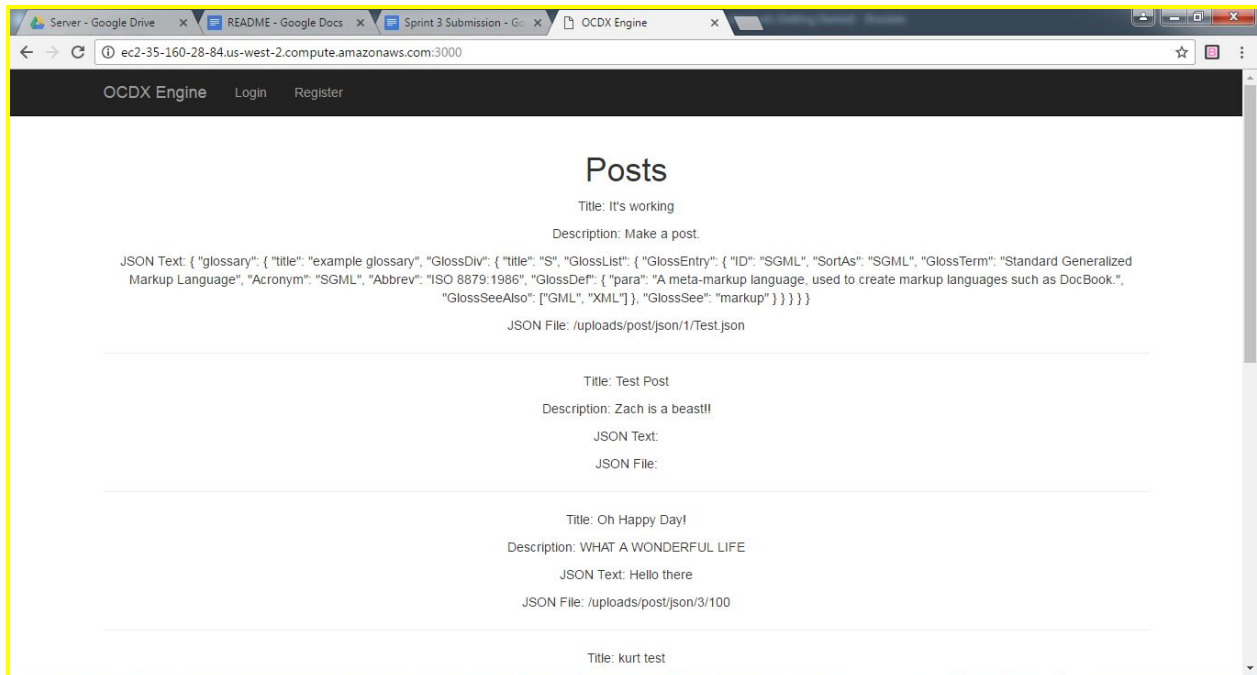 Server - Google Drive
README - Google Docs
Sprint 3 Submission - Go
OCDX Engine
ec2-35-160-28-84.us-west-2.compute.amazonaws.com:3000
OCDX Engine Login Register
Posts
Title: It's working
Description: Make a post.
JSON Text: { "glossary": { "title": "example glossary", "GlossDiv": { "title": "S", "GlossList": { "GlossEntry": { "ID": "SGML", "SortAs": "SGML", "GlossTerm": "Standard Generalized
Markup Language", "Acronym": "SGML", "Abbrev": "ISO 8879:1986", "GlossDef": { "para": "A meta-markup language, used to create markup languages such as DocBook.",
"GlossSeeAlso": ["GML", "XML"] }, "GlossSee": "markup" } } } } }
JSON File: /uploads/post/json/1/Test.json
Title: Test Post
Description: Zach is a beast!!
JSON Text:
JSON File:
Title: Oh Happy Day!
Description: WHAT A WONDERFUL LIFE
JSON Text: Hello there
JSON File: /uploads/post/json/3/100
Title: kurt test